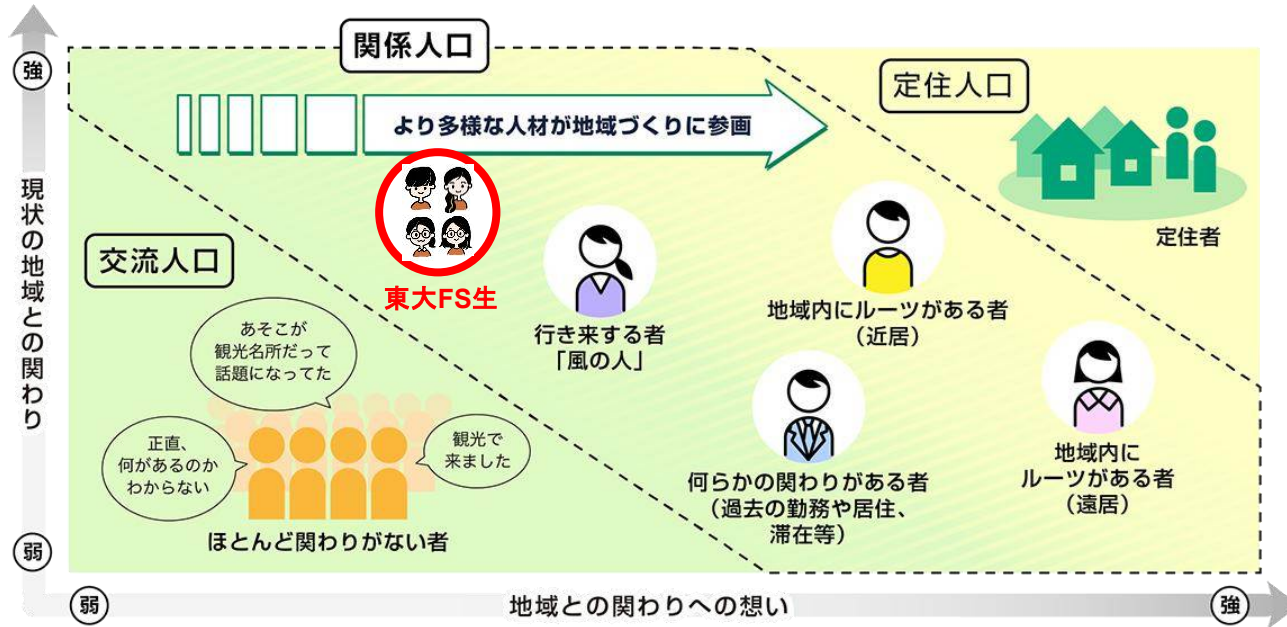 関係人口
強
定住人口
より多様な人材が地域づくりに参画
現状の地域との関わり
交流人口
東大FS生
定住者
あそこが
観光名所だって
話題になってた
行き来する者
「風の人」
地域内にルーツがある者
（近居）
正直、
何があるのか
わからない
観光で
来ました
ほとんど関わりがない者
何らかの関わりがある者
（過去の勤務や居住、
滞在等）
地域内に
ルーツがある者
（遠居）
弱
弱
地域との関わりへの想い
強